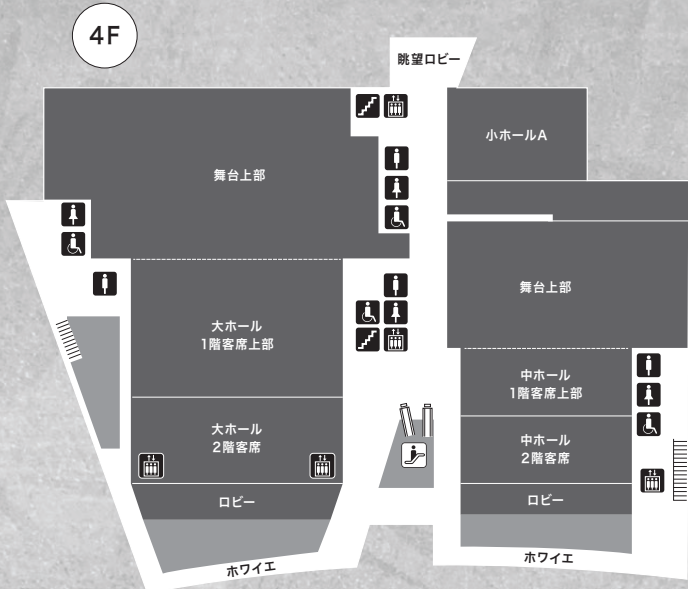 4F
眺望ロビー
小ホールA
舞台上部
舞台上部
大ホール
1階客席上部
中ホール
1階客席上部
大ホール
2階客席
中ホール
2階客席
ロビー
ロビー
ホワイエ
ホワイエ